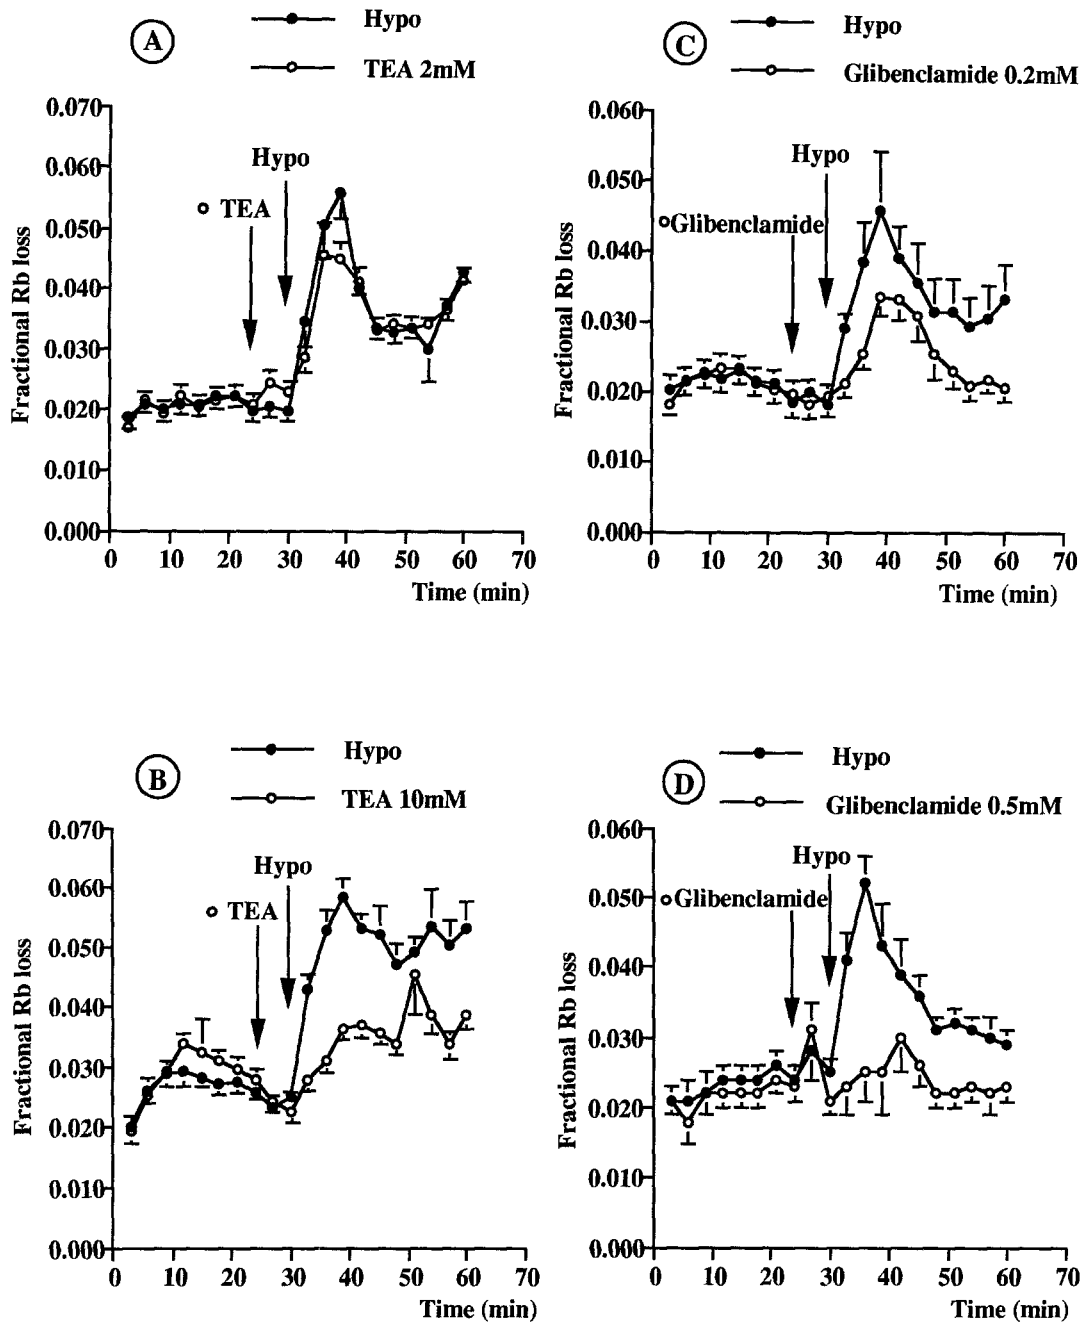 A
Hypo
TEA 2mM
0.070
0.060
0.050
0.040
0.030
0.020
0.010
0.000
Fractional Rb loss
Hypo
TEA
0 10 20 30 40 50 60 70
Time (min)
C
Hypo
Glibenclamide 0.2mM
0.060
0.050
0.040
0.030
0.020
0.010
0.000
Fractional Rb loss
Hypo
Glibenclamide
0 10 20 30 40 50 60 70
Time (min)
B
Hypo
TEA 10mM
0.070
0.060
0.050
0.040
0.030
0.020
0.010
0.000
Fractional Rb loss
Hypo
TEA
0 10 20 30 40 50 60 70
Time (min)
D
Hypo
Glibenclamide 0.5mM
0.060
0.050
0.040
0.030
0.020
0.010
0.000
Fractional Rb loss
Hypo
Glibenclamide
0 10 20 30 40 50 60 70
Time (min)